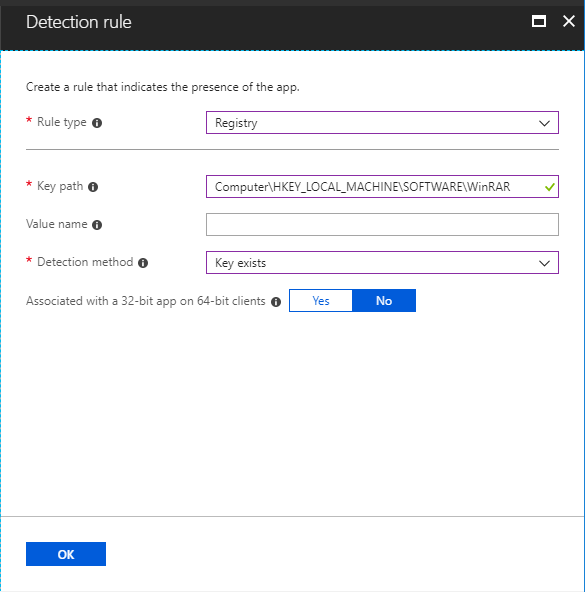 Detection rule
Create a rule that indicates the presence of the app.
* Rule type
Registry
* Key path
Computer\HKEY_LOCAL_MACHINE\SOFTWARE\WinRAR
Value name
* Detection method
Key exists
Associated with a 32-bit app on 64-bit clients
Yes
No
OK